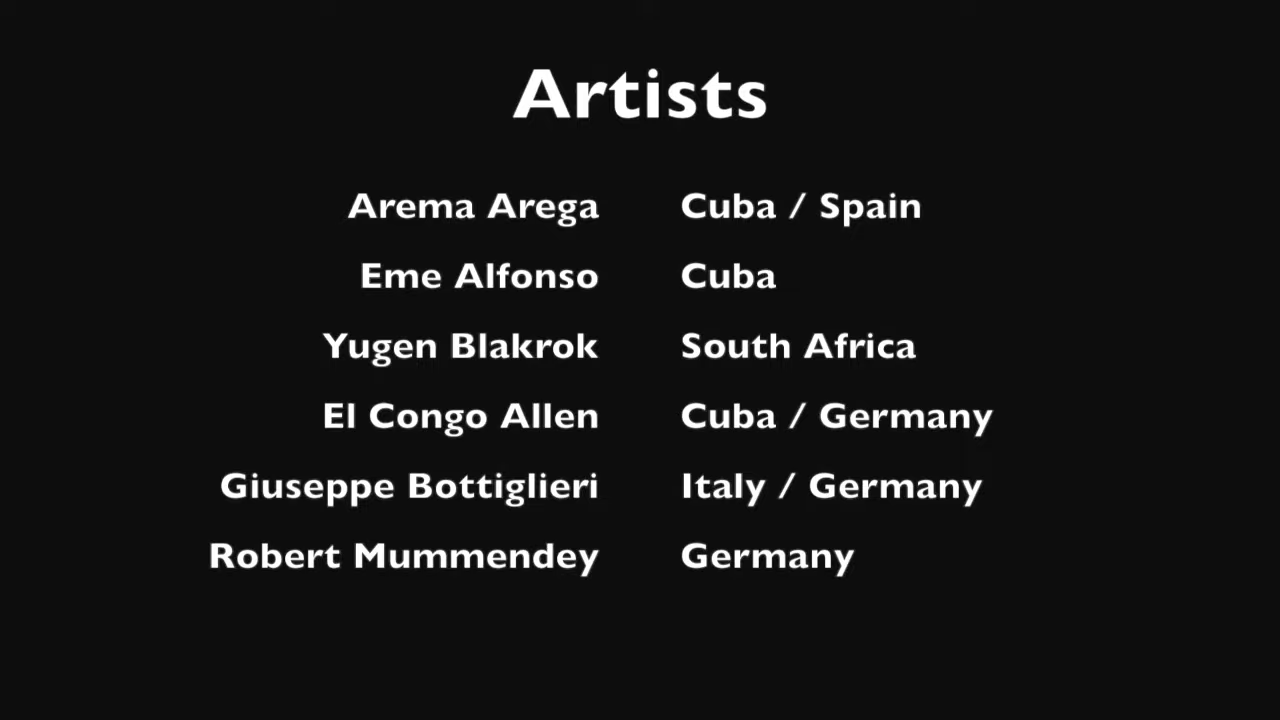 Artists
Arema Arega Cuba / Spain
Eme Alfonso Cuba
Yugen Blakrok South Africa
El Congo Allen Cuba / Germany
Giuseppe Bottiglieri Italy / Germany
Robert Mummendey Germany